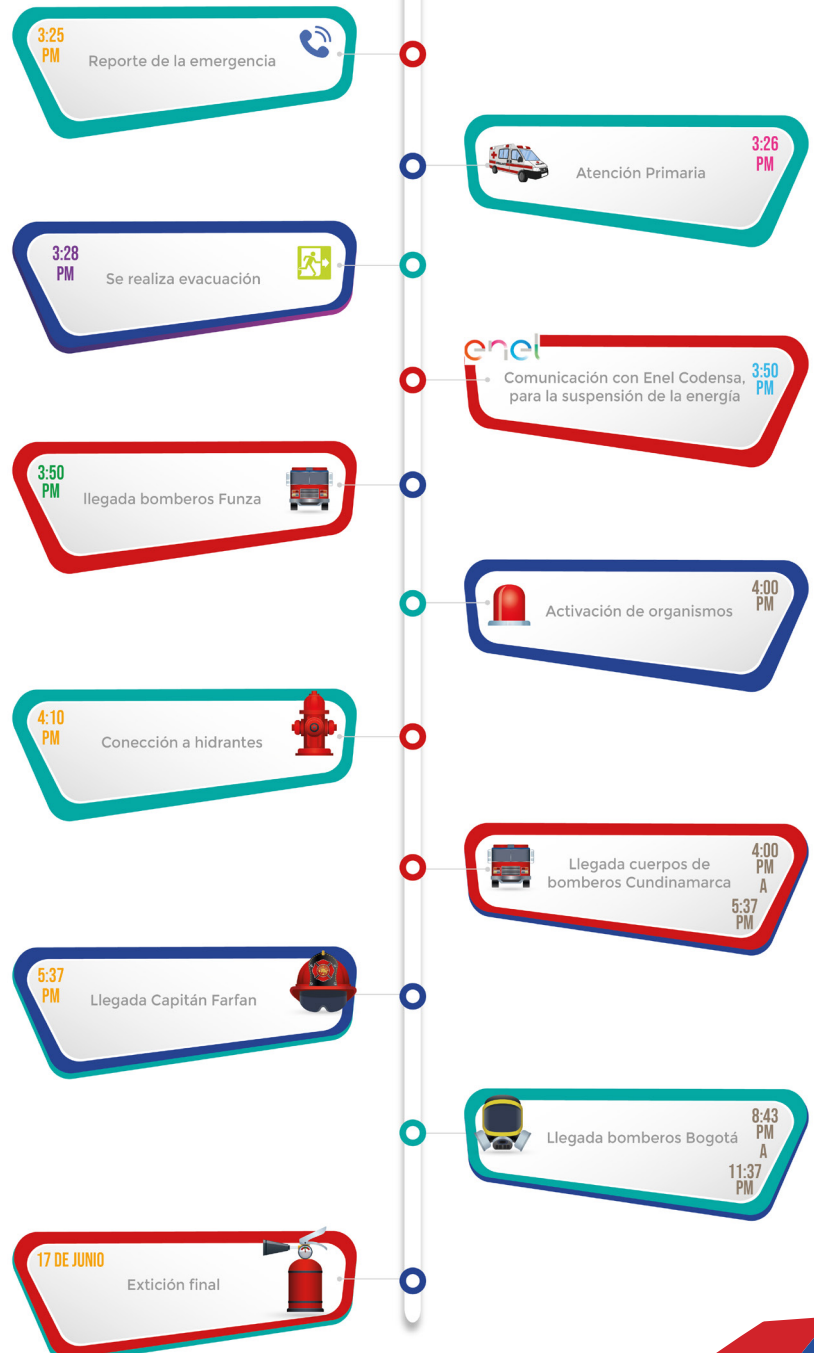 3:25
PM
Reporte de la emergencia
3:26
PM
Atención Primaria
3:28
PM
Se realiza evacuación
enel
Comunicación con Enel Codensa,
para la suspensión de la energía
3:50
PM
3:50
PM
llegada bomberos Funza
4:00
PM
Activación de organismos
4:10
PM
Conección a hidrantes
4:00
PM
A
5:37
PM
Llegada cuerpos de
bomberos Cundinamarca
5:37
PM
Llegada Capitán Farfan
8:43
PM
A
11:37
PM
Llegada bomberos Bogotá
17 DE JUNIO
Extición final